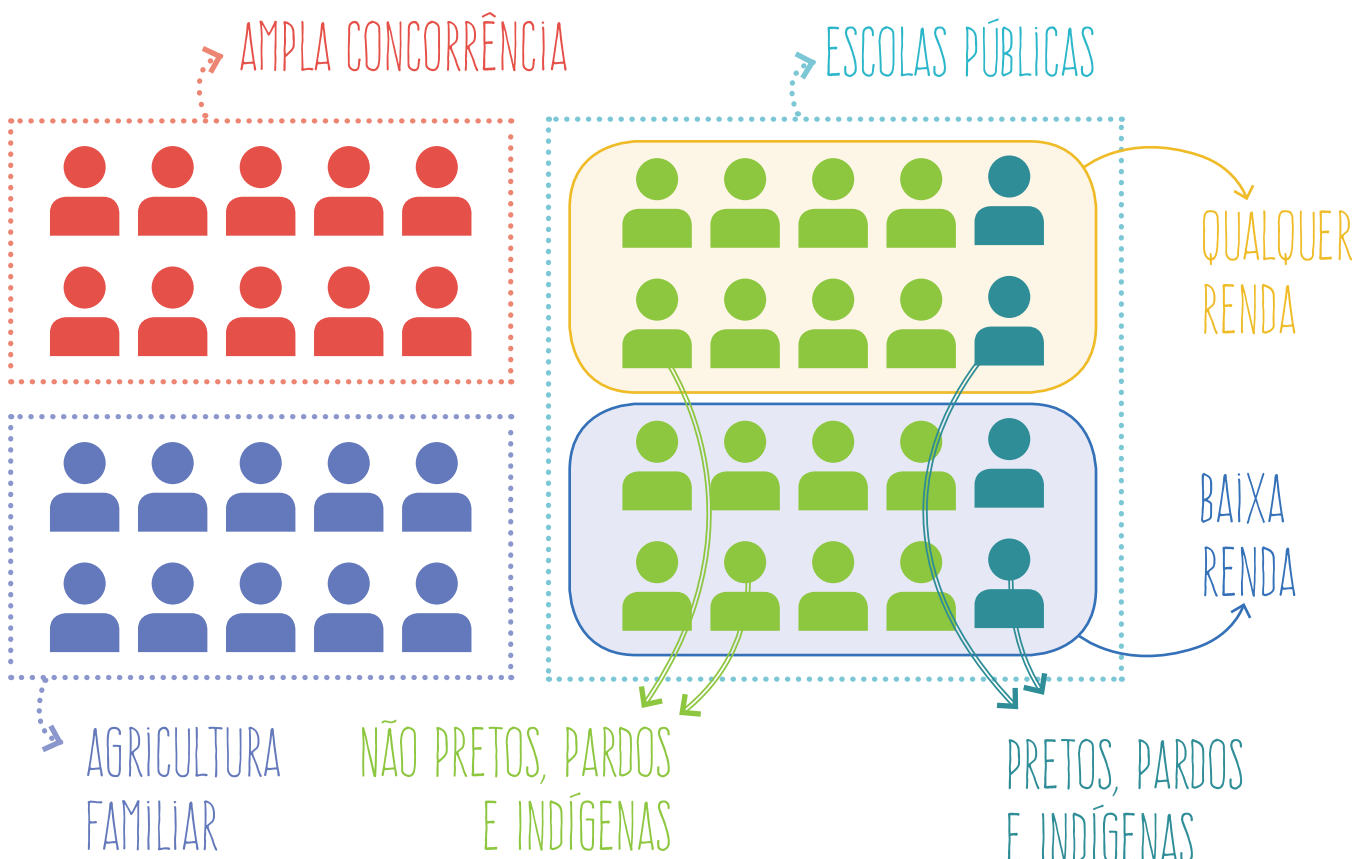 AMPLA CONCORRÊNCIA
ESCOLAS PÚBLICAS
QUALQUER
RENDA
BAIXA
RENDA
AGRICULTURA
FAMILIAR
NÃO PRETOS, PARDOS
E INDÍGENAS
PRETOS, PARDOS
E INDÍGENAS